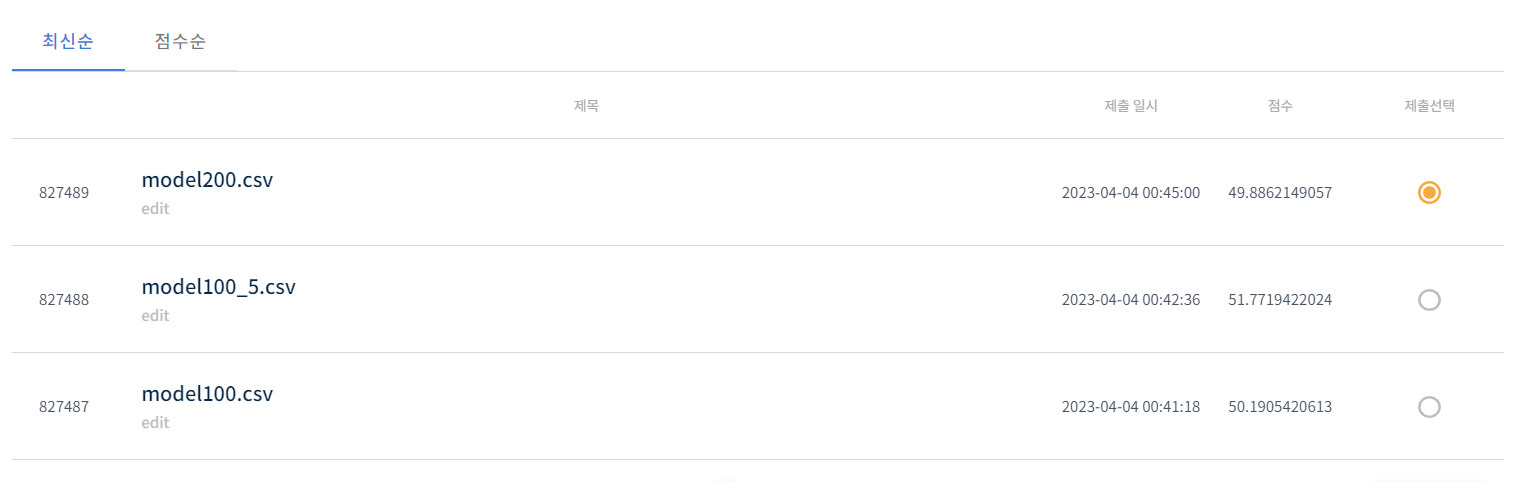 최신순 점수순
제목 제출 일시 점수 제출선택
827489 model200.csv 2023-04-04 00:45:00 49.8862149057
edit
827488 model100_5.csv 2023-04-04 00:42:36 51.7719422024
edit
827487 model100.csv 2023-04-04 00:41:18 50.1905420613
edit